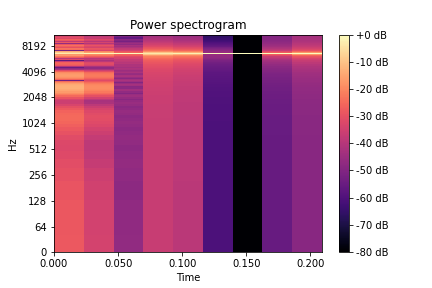 Power spectrogram
8192
4096
2048
1024
512
256
128
64
0
Hz
0.000 0.050 0.100 0.150 0.200
Time
+0 dB
-10 dB
-20 dB
-30 dB
-40 dB
-50 dB
-60 dB
-70 dB
-80 dB